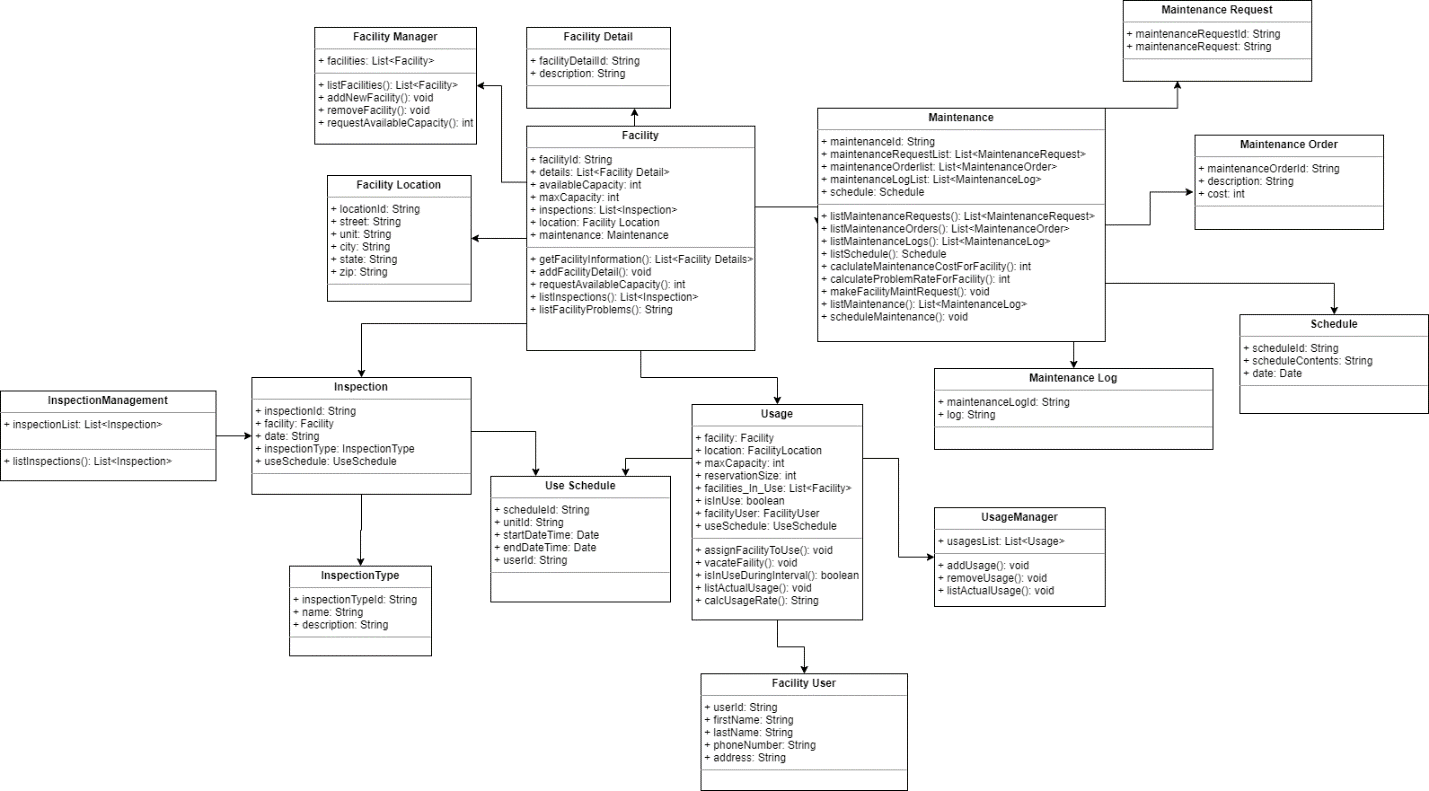 Maintenance Request
+ maintenanceRequestId: String
+ maintenanceRequest: String
Facility Manager
+ facilities: List<Facility>
+ listFacilities(): List<Facility>
+ addNewFacility(): void
+ removeFacility(): void
+ requestAvailableCapacity(): int
Facility Detail
+ facilityDetailId: String
+ description: String
Facility
+ facilityId: String
+ details: List<Facility Detail>
+ availableCapacity: int
+ maxCapacity: int
+ inspections: List<Inspection>
+ location: Facility Location
+ maintenance: Maintenance
+ getFacilityInformation(): List<Facility Details>
+ addFacilityDetail(): void
+ requestAvailableCapacity(): int
+ listInspections(): List<Inspection>
+ listFacilityProblems(): String
Maintenance
+ maintenanceId: String
+ maintenanceRequestList: List<MaintenanceRequest>
+ maintenanceOrderlist: List<MaintenanceOrder>
+ maintenanceLogList: List<MaintenanceLog>
+ schedule: Schedule
+ listMaintenanceRequests(): List<MaintenanceRequest>
+ listMaintenanceOrders(): List<MaintenanceOrder>
+ listMaintenanceLogs(): List<MaintenanceLog>
+ listSchedule(): Schedule
+ caclulateMaintenanceCostForFacility(): int
+ calculateProblemRateForFacility(): int
+ makeFacilityMaintRequest(): void
+ listMaintenance(): List<MaintenanceLog>
+ scheduleMaintenance(): void
Maintenance Order
+ maintenanceOrderId: String
+ description: String
+ cost: int
Facility Location
+ locationId: String
+ street: String
+ unit: String
+ city: String
+ state: String
+ zip: String
Schedule
+ scheduleId: String
+ scheduleContents: String
+ date: Date
Maintenance Log
+ maintenanceLogId: String
+ log: String
InspectionManagement
+ inspectionList: List<Inspection>
+ listInspections(): List<Inspection>
Inspection
+ inspectionId: String
+ facility: Facility
+ date: String
+ inspectionType: InspectionType
+ useSchedule: UseSchedule
Usage
+ facility: Facility
+ location: FacilityLocation
+ maxCapacity: int
+ reservationSize: int
+ facilities_In_Use: List<Facility>
+ isInUse: boolean
+ facilityUser: FacilityUser
+ useSchedule: UseSchedule
+ assignFacilityToUse(): void
+ vacateFaility(): void
+ isInUseDuringInterval(): boolean
+ listActualUsage(): void
+ calcUsageRate(): String
Use Schedule
+ scheduleId: String
+ unitId: String
+ startDateTime: Date
+ endDateTime: Date
+ userId: String
UsageManager
+ usagesList: List<Usage>
+ addUsage(): void
+ removeUsage(): void
+ listActualUsage(): void
InspectionType
+ inspectionTypeId: String
+ name: String
+ description: String
Facility User
+ userId: String
+ firstName: String
+ lastName: String
+ phoneNumber: String
+ address: String